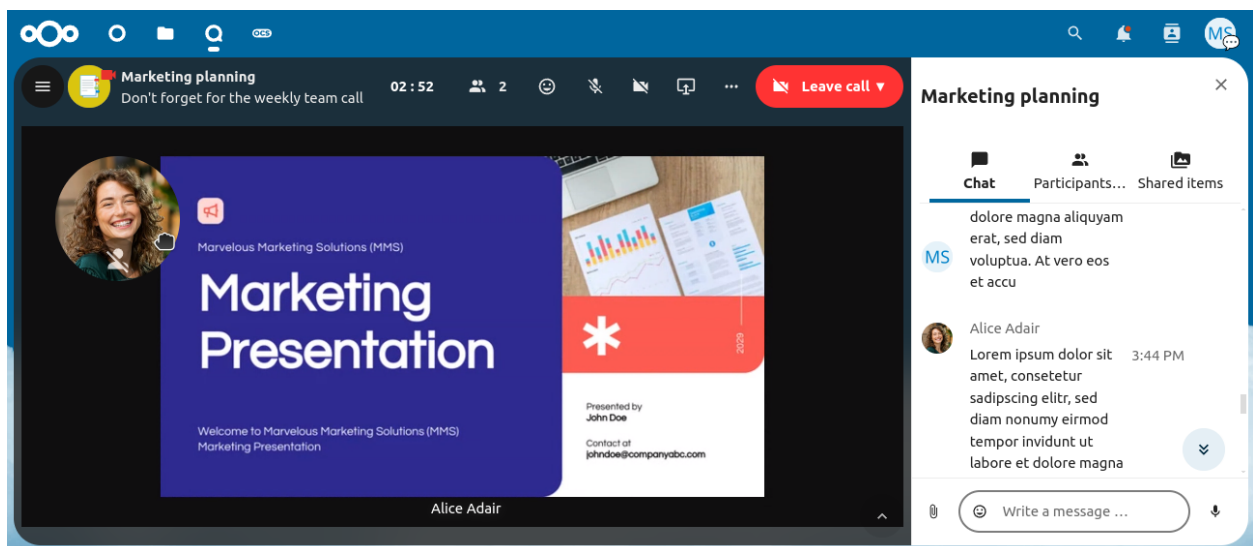 ocs
MS
Marketing planning
Don't forget for the weekly team call
02 : 52
2
Leave call
Marvelous Marketing Solutions (MMS)
Marketing
Presentation
Welcome to Marvelous Marketing Solutions (MMS)
Marketing Presentation
2029
Presented by
John Doe
Contact at
johndoe@companyabc.com
Alice Adair
Marketing planning
Chat
Participants...
Shared items
MS
dolore magna aliquyam
erat, sed diam
voluptua. At vero eos
et accu
Alice Adair
Lorem ipsum dolor sit 3:44 PM
amet, consetetur
sadipscing elitr, sed
diam nonumy eirmod
tempor invidunt ut
labore et dolore magna
Write a message ...